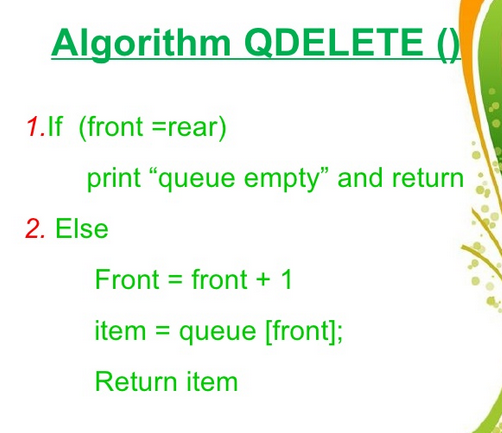 Algorithm QDELETE ()
1.If (front =rear)
print “queue empty” and return
2. Else
Front = front + 1
item = queue [front];
Return item